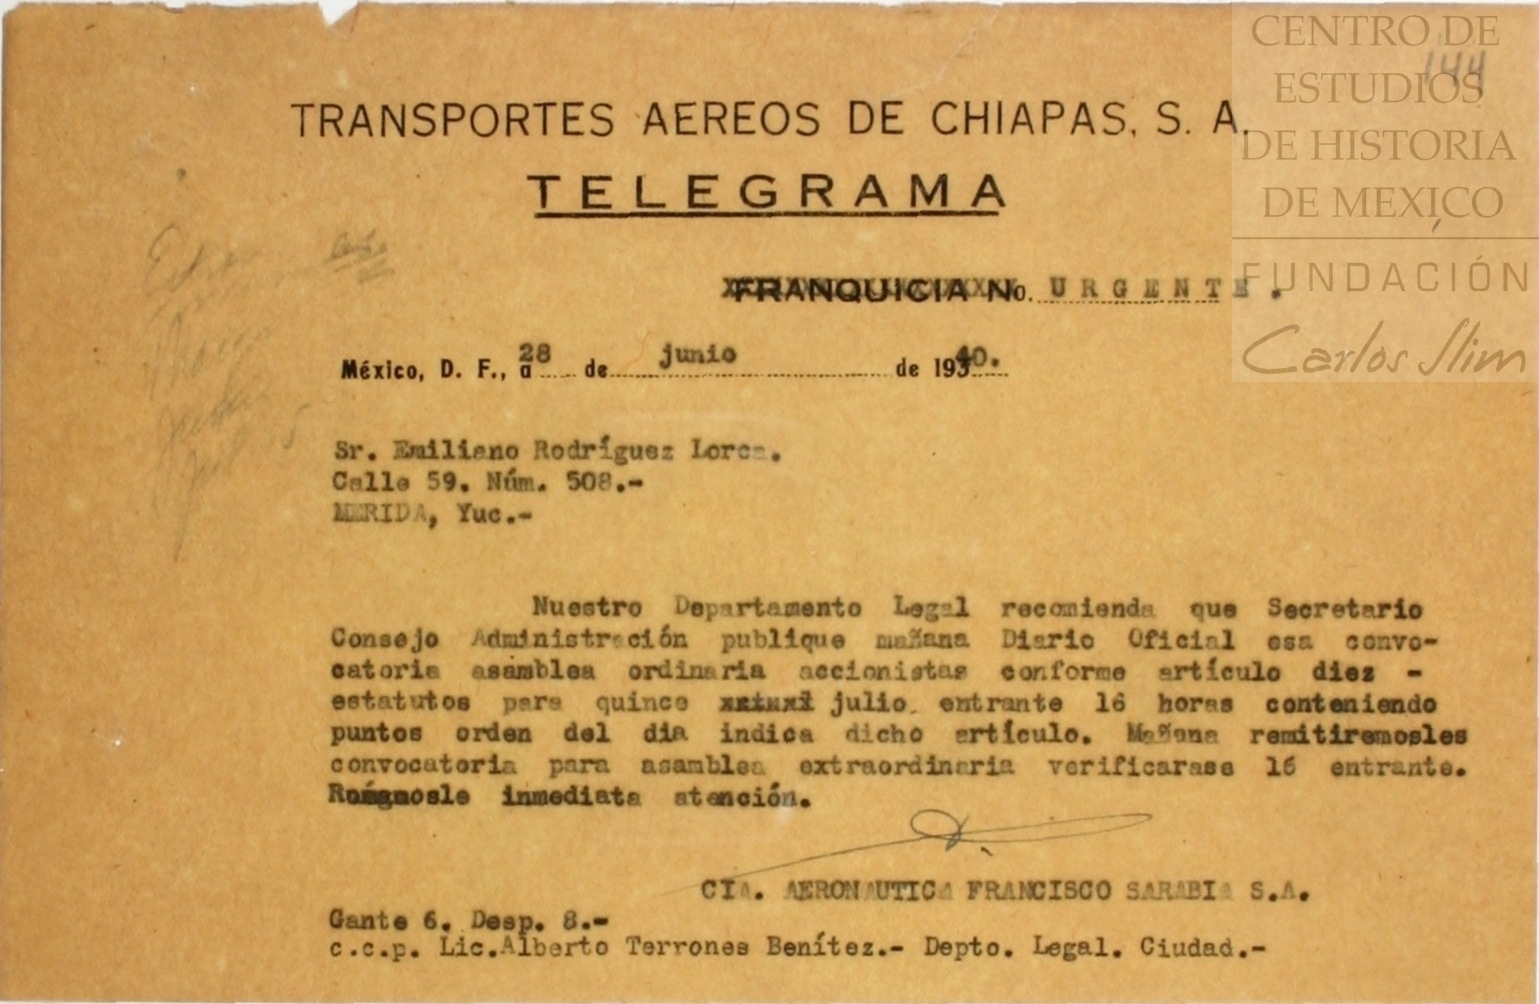 CENTRO DE
ESTUDIOS
DE HISTORIA
DE MEXICO
FUNDACIÓN
Carlos Slim
144
TRANSPORTES AEREOS DE CHIAPAS, S. A.
TELEGRAMA
FRANQUICIA No. URGENTE.
México, D. F., a 28 de junio de 1940.
Sr. Emiliano Rodríguez Lorca.
Calle 59. Núm. 508.-
MERIDA, Yuc.-
Nuestro Departamento Legal recomienda que Secretario
Consejo Administración publique mañana Diario Oficial esa convo-
catoria asamblea ordinaria accionistas conforme artículo diez -
estatutos para quince julio entrante 16 horas conteniendo
puntos orden del dia indica dicho artículo. Mañana remitiremosles
convocatoria para asamblea extraordinaria verificarase 16 entrante.
inmediata atención.
CIA. AERONAUTICA FRANCISCO SARABIA S.A.
Gante 6. Desp. 8.-
c.c.p. Lic.Alberto Terrones Benítez.- Depto. Legal. Ciudad.-